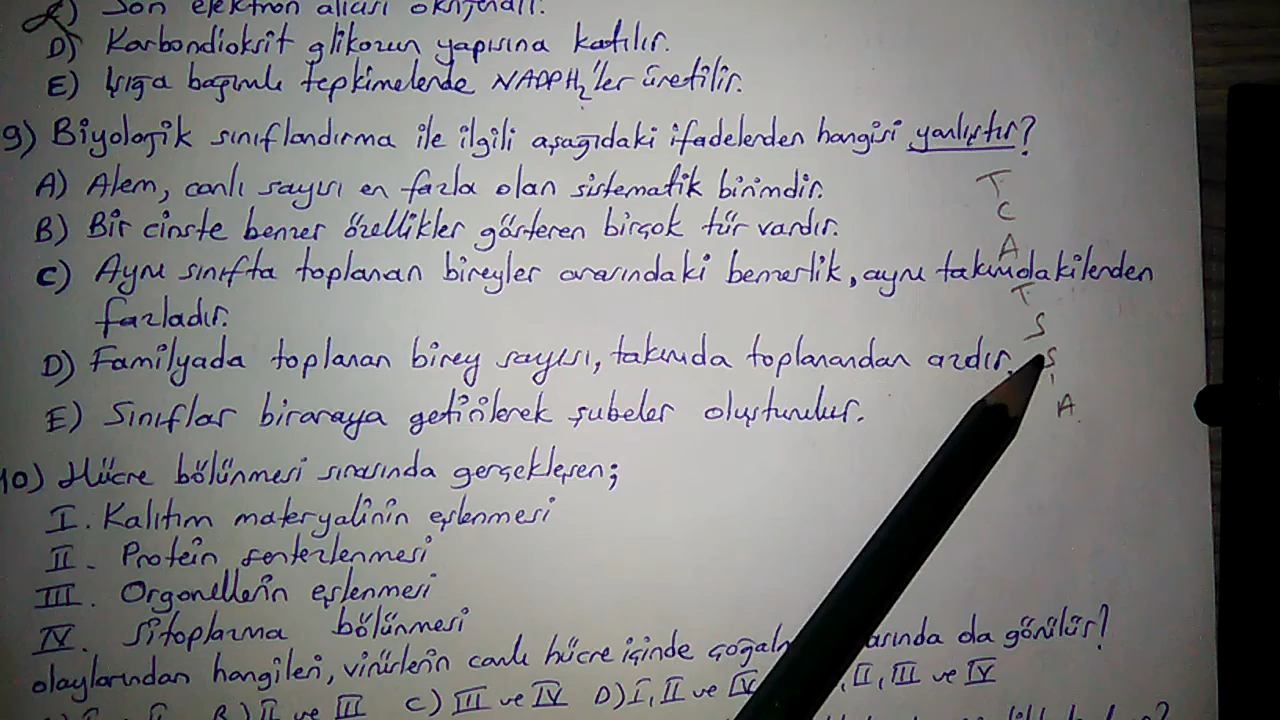 Son elektron alıcısı oksijendir.
D) Karbondioksit glikozun yapısına katılır.
E) Işığa bağımlı tepkimelerde NADPH₂'ler üretilir.
9) Biyolojik sınıflandırma ile ilgili aşağıdaki ifadelerden hangisi yanlıştır?
A) Alem, canlı sayısı en fazla olan sistematik birimdir.
B) Bir cinste benzer özellikler gösteren birçok tür vardır.
C) Aynı sınıfta toplanan bireyler arasındaki benzerlik, aynı takımdakilerden
fazladır.
D) Familyada toplanan birey sayısı, takımda toplanandan azdır.
E) Sınıflar biraraya getirilerek şubeler oluşturulur.
T
C
A
T
S
Ş
A
10) Hücre bölünmesi sırasında gerçekleşen;
I. Kalıtım materyalinin eşlenmesi
II. Protein sentezlenmesi
III. Organellerin eşlenmesi
IV. Sitoplazma bölünmesi
olaylarından hangileri, virüslerin canlı hücre içinde da görülür?
B) II ve III C) III ve IV D) I, II ve IV , II, III ve IV